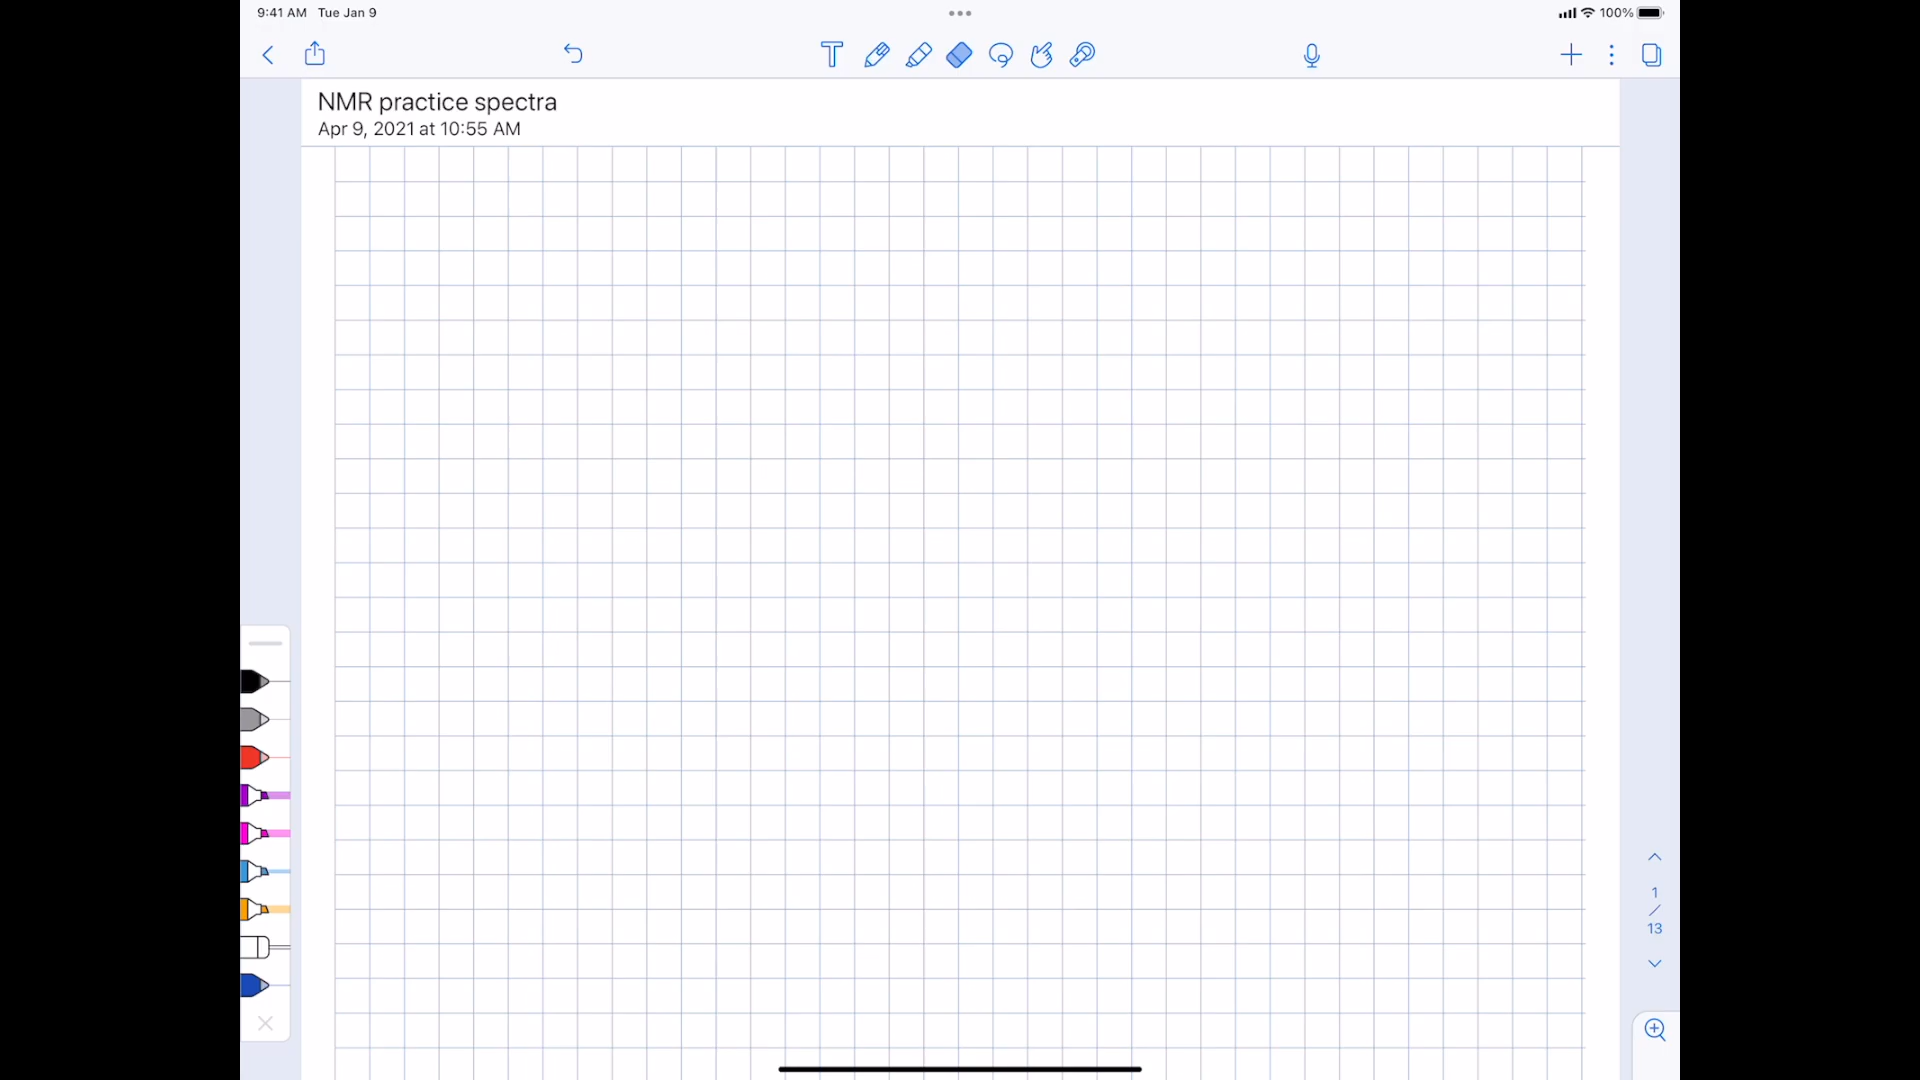 9:41 AM Tue Jan 9
100%
T
NMR practice spectra
Apr 9, 2021 at 10:55 AM
1
/
13